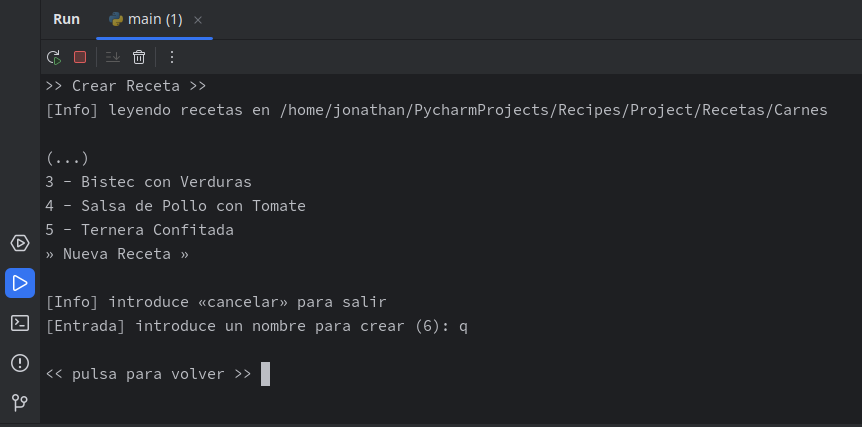 Run main (1)
>> Crear Receta >>
[Info] leyendo recetas en /home/jonathan/PycharmProjects/Recipes/Project/Recetas/Carnes
(...)
3 - Bistec con Verduras
4 - Salsa de Pollo con Tomate
5 - Ternera Confitada
» Nueva Receta »
[Info] introduce «cancelar» para salir
[Entrada] introduce un nombre para crear (6): q
<< pulsa para volver >>